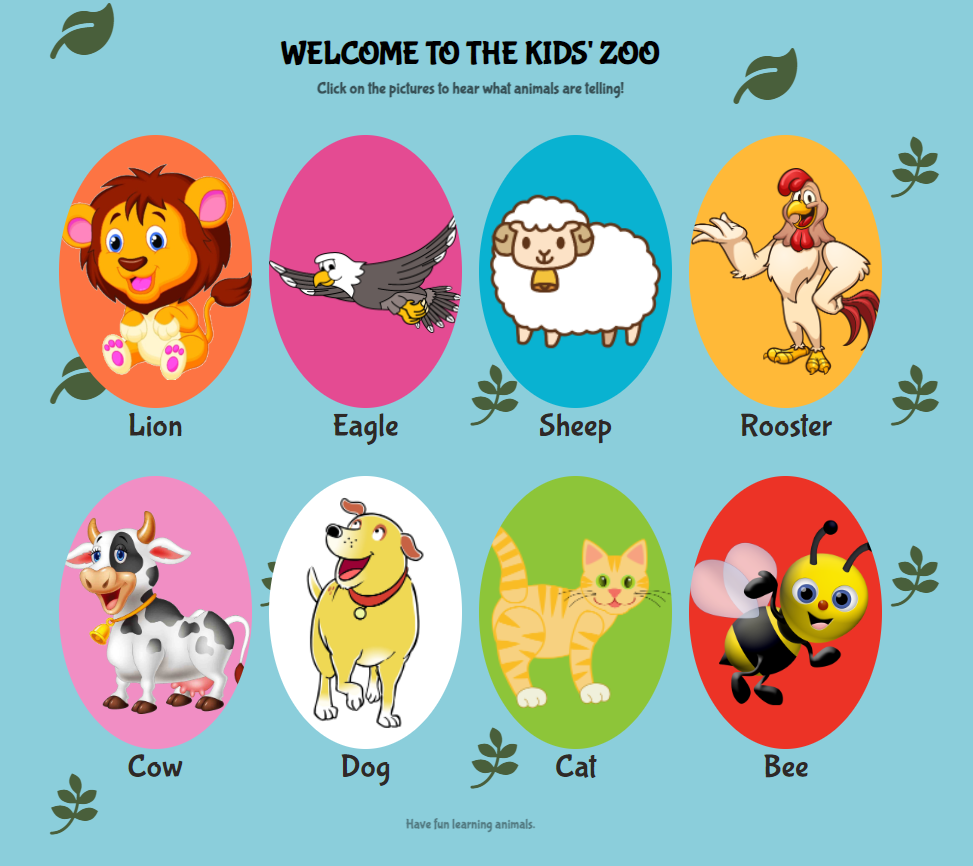 WELCOME TO THE KIDS' ZOO
Click on the pictures to hear what animals are telling!
Lion
Eagle
Sheep
Rooster
Cow
Dog
Cat
Bee
Have fun learning animals.